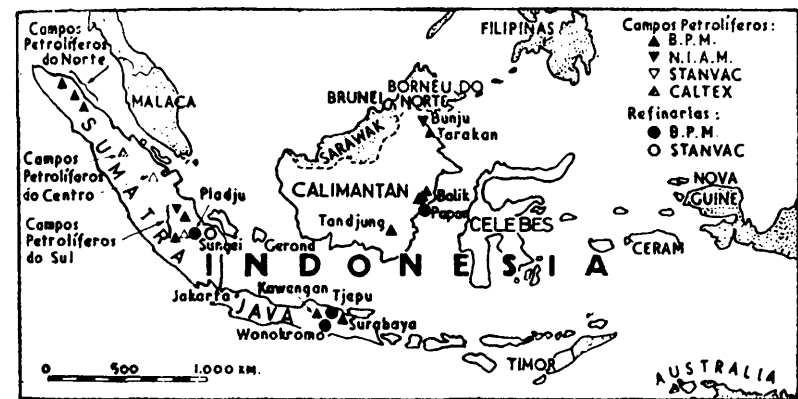 Campos
Petrolíferos
do Norte
MALACA
SUMATRA
Campos
Petrolíferos
do Centro
Campos
Petrolíferos
do Sul
Pladju
Sungei
Gerond
Jakarta
JAVA
Kawengan
Tjepu
Surabaya
Wonokromo
0 500 1.000 KM.
INDONESIA
FILIPINAS
BORNEU DO
NORTE
BRUNEI
SARAWAK
Bunju
Tarakan
CALIMANTAN
Balik
Papan
Tandjung
CELEBES
NOVA
GUINE
CERAM
TIMOR
AUSTRALIA
Campos Petrolíferos:
B.P.M.
N.I.A.M.
STANVAC
CALTEX
Refinarias:
B.P.M.
STANVAC